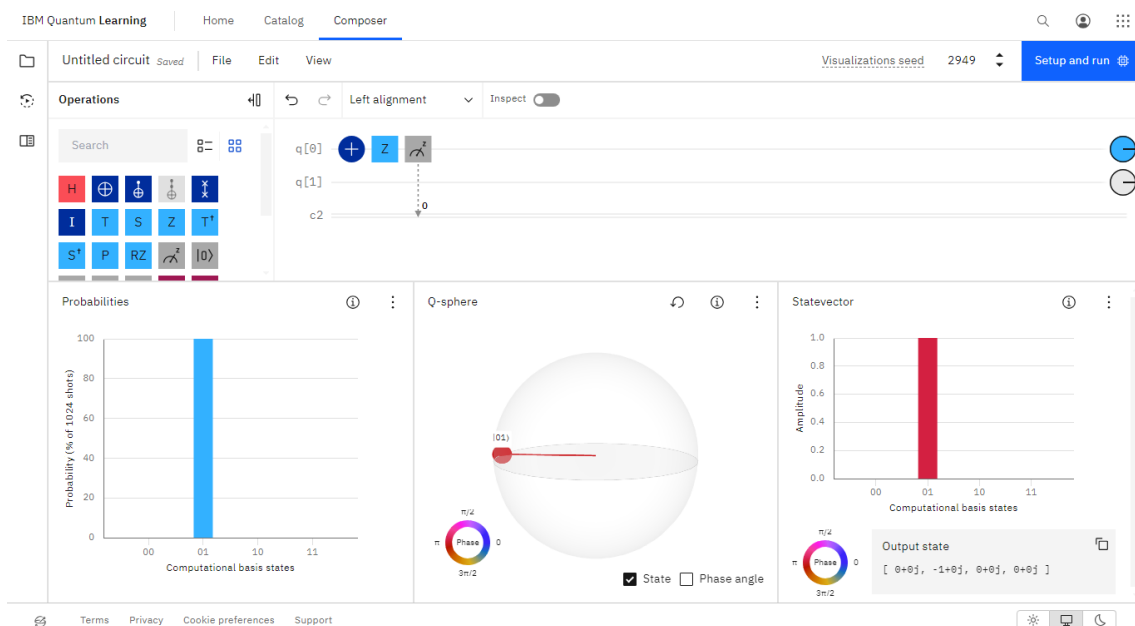 IBM Quantum Learning Home Catalog Composer
Untitled circuit Saved File Edit View Visualizations seed 2949 Setup and run
Operations Left alignment Inspect
Search
q[0] Z z
q[1]
0
c2
H
I T S Z T†
S† P RZ z |0⟩
Probabilities
Probability (% of 1024 shots)
100
80
60
40
20
0
00 01 10 11
Computational basis states
Q-sphere
|01⟩
π/2
π Phase 0
3π/2
State Phase angle
Statevector
Amplitude
1.0
0.8
0.6
0.4
0.2
0.0
00 01 10 11
Computational basis states
π/2
π Phase 0
3π/2
Output state
[ 0+0j, -1+0j, 0+0j, 0+0j ]
Terms Privacy Cookie preferences Support